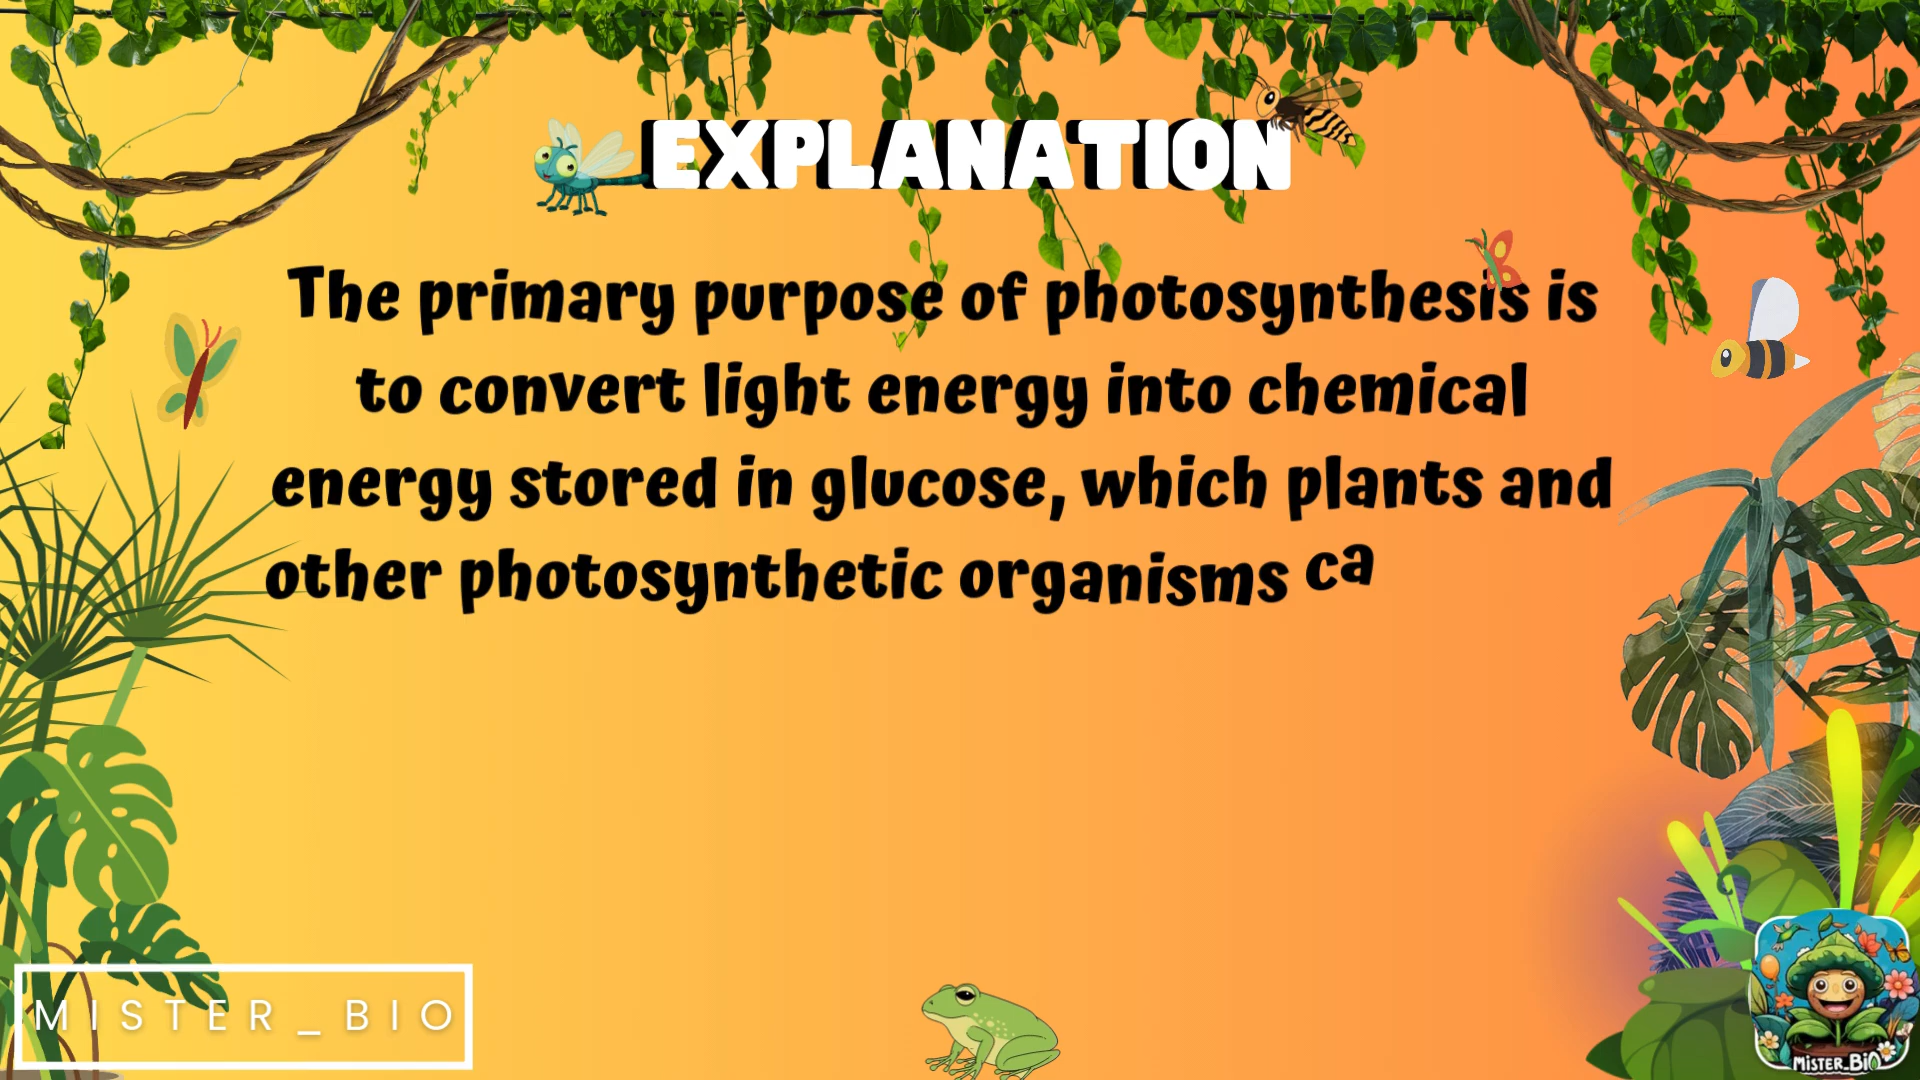 EXPLANATION
The primary purpose of photosynthesis is
to convert light energy into chemical
energy stored in glucose, which plants and
other photosynthetic organisms ca
MISTER_BIO
MISTER_BIO